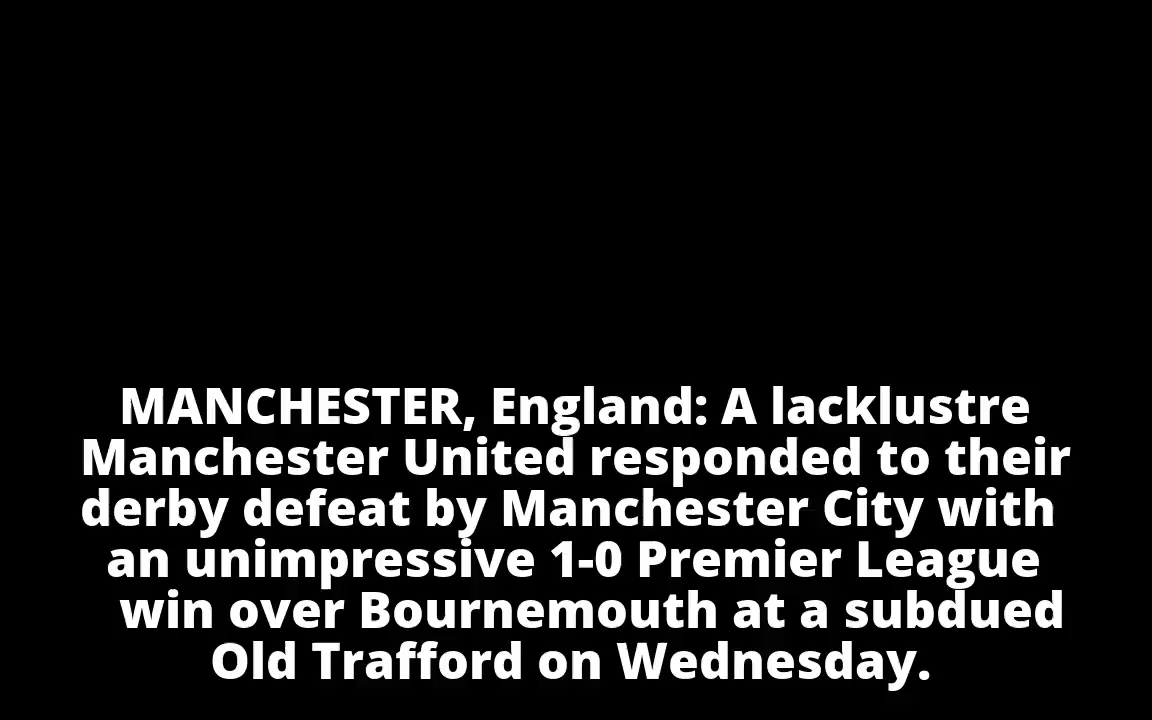 MANCHESTER, England: A lacklustre
Manchester United responded to their
derby defeat by Manchester City with
an unimpressive 1-0 Premier League
win over Bournemouth at a subdued
Old Trafford on Wednesday.